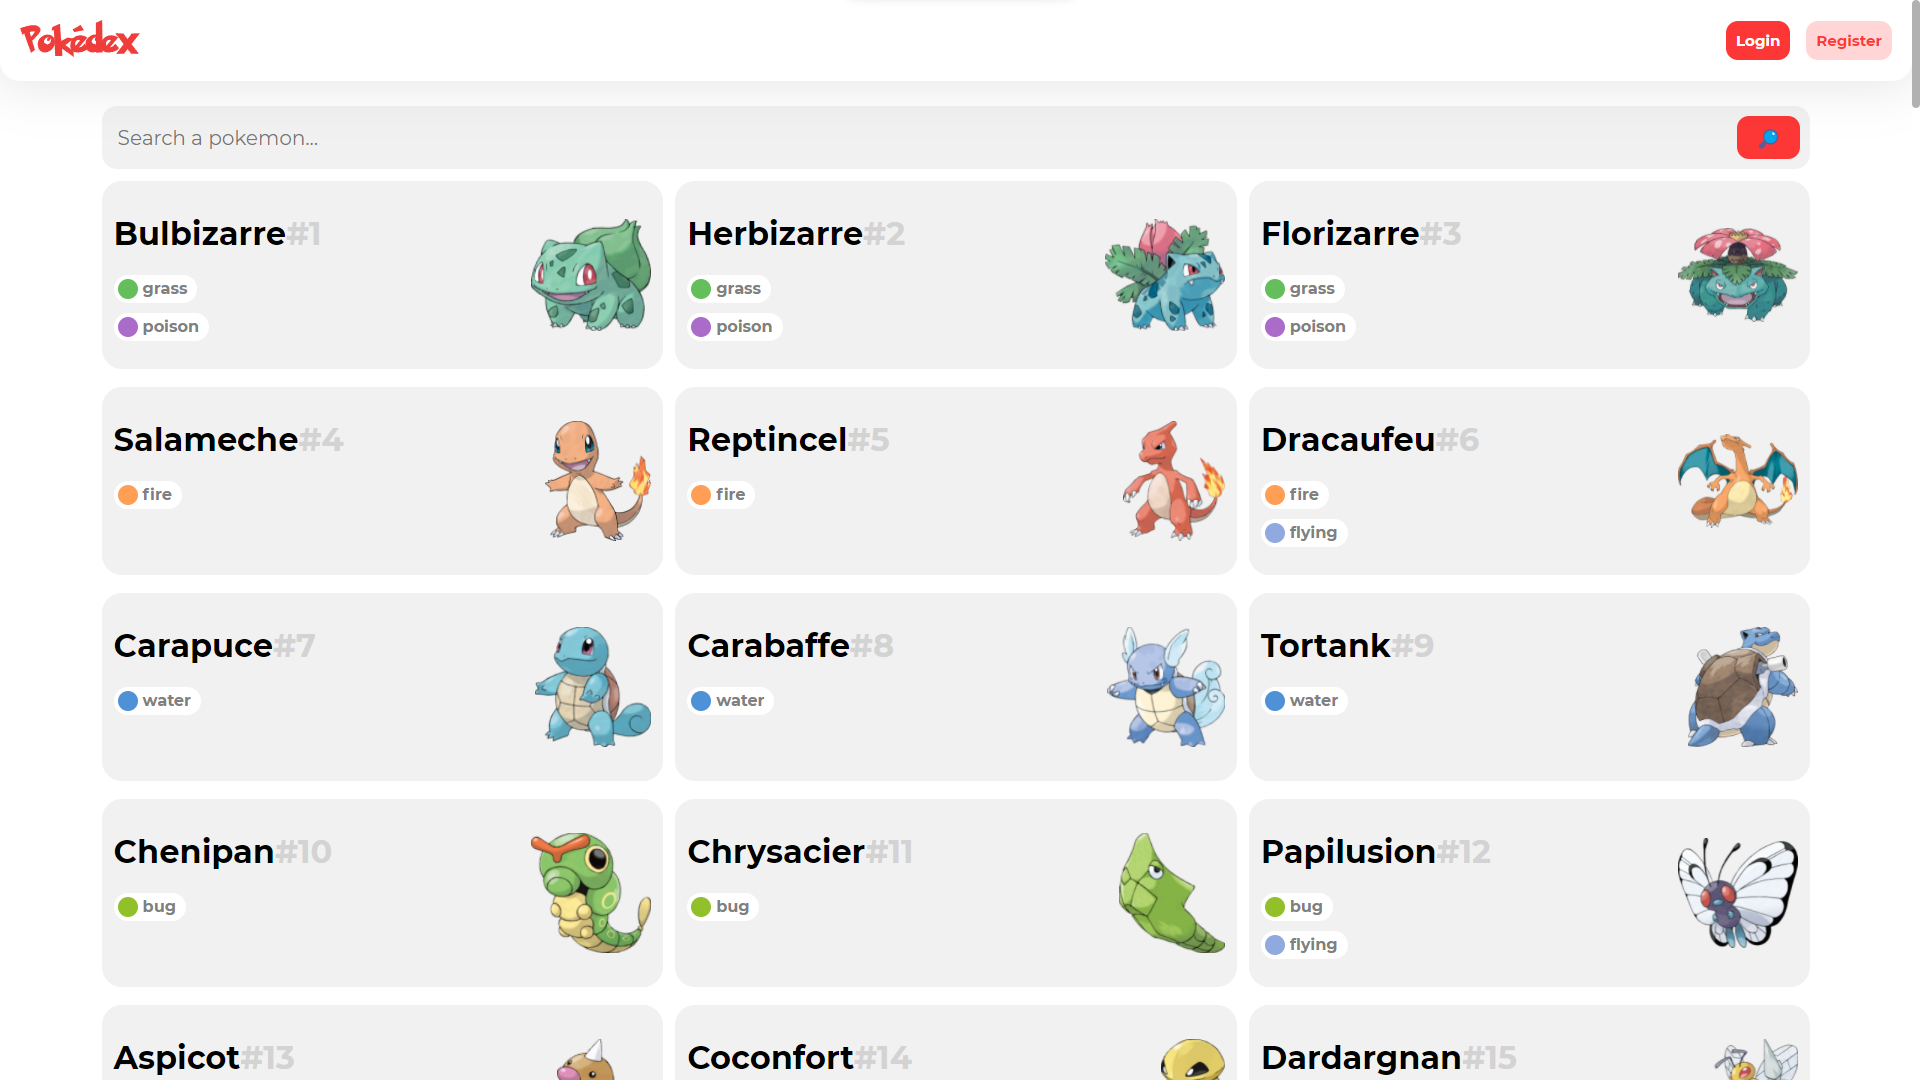 Pokédex
Login
Register
Search a pokemon...
Bulbizarre#1
grass
poison
Herbizarre#2
grass
poison
Florizarre#3
grass
poison
Salameche#4
fire
Reptincel#5
fire
Dracaufeu#6
fire
flying
Carapuce#7
water
Carabaffe#8
water
Tortank#9
water
Chenipan#10
bug
Chrysacier#11
bug
Papilusion#12
bug
flying
Aspicot#13
Coconfort#14
Dardargnan#15